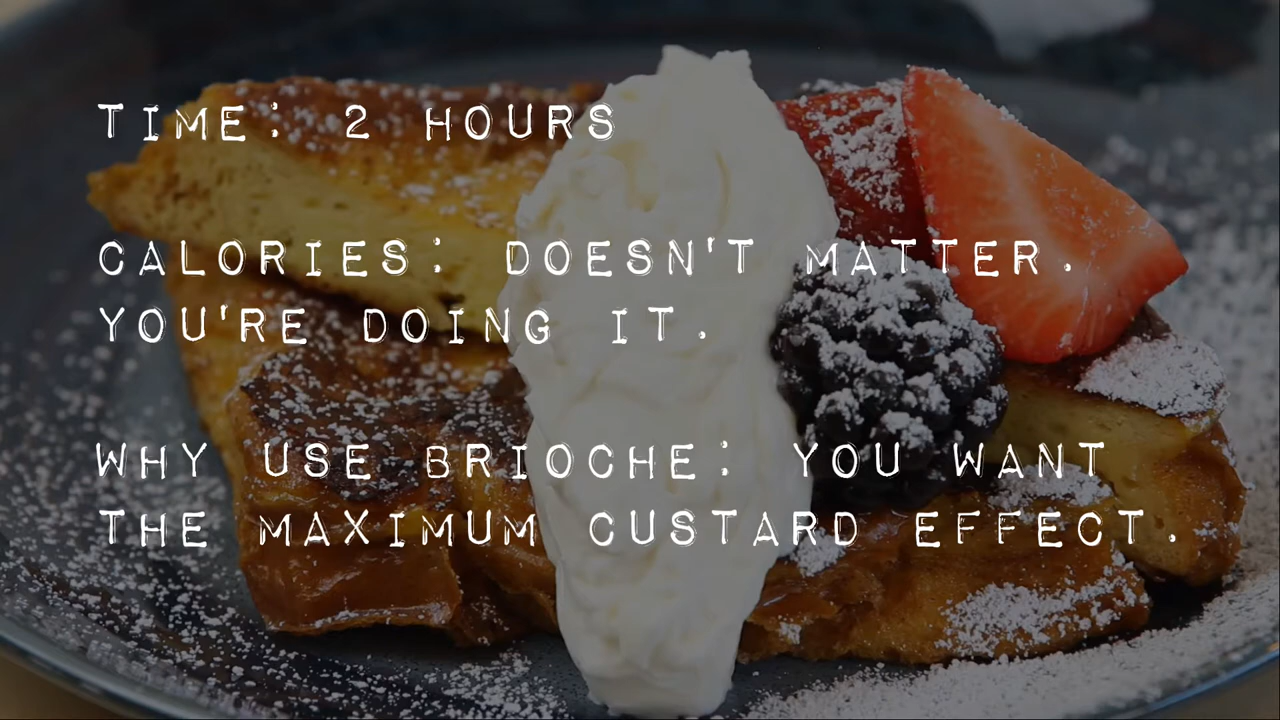 TIME: 2 HOURS
CALORIES: DOESN'T MATTER.
YOU'RE DOING IT.
WHY USE BRIOCHE: YOU WANT
THE MAXIMUM CUSTARD EFFECT.